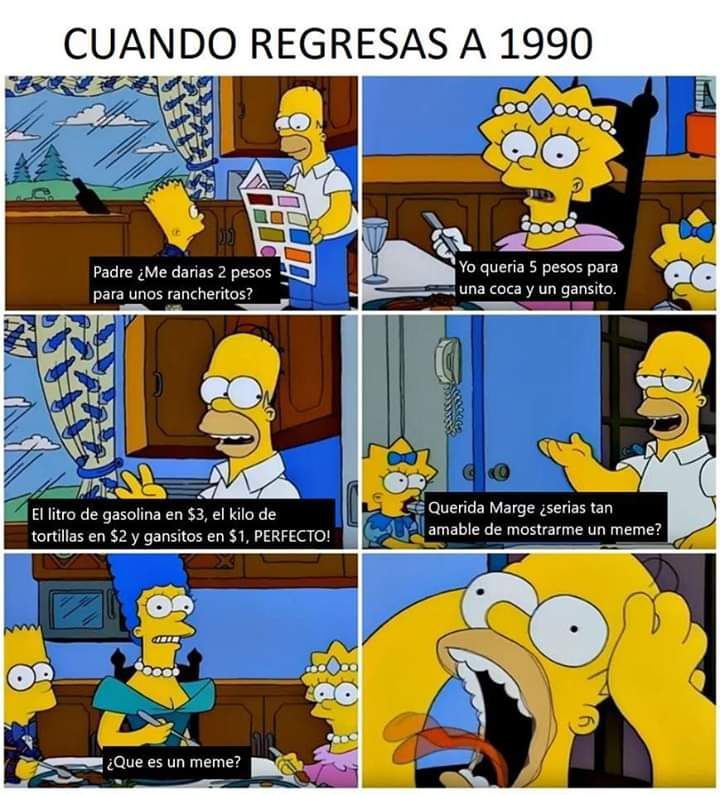 CUANDO REGRESAS A 1990
Padre ¿Me darias 2 pesos
para unos rancheritos?
Yo queria 5 pesos para
una coca y un gansito.
El litro de gasolina en $3, el kilo de
tortillas en $2 y gansitos en $1, PERFECTO!
Querida Marge ¿serias tan
amable de mostrarme un meme?
¿Que es un meme?